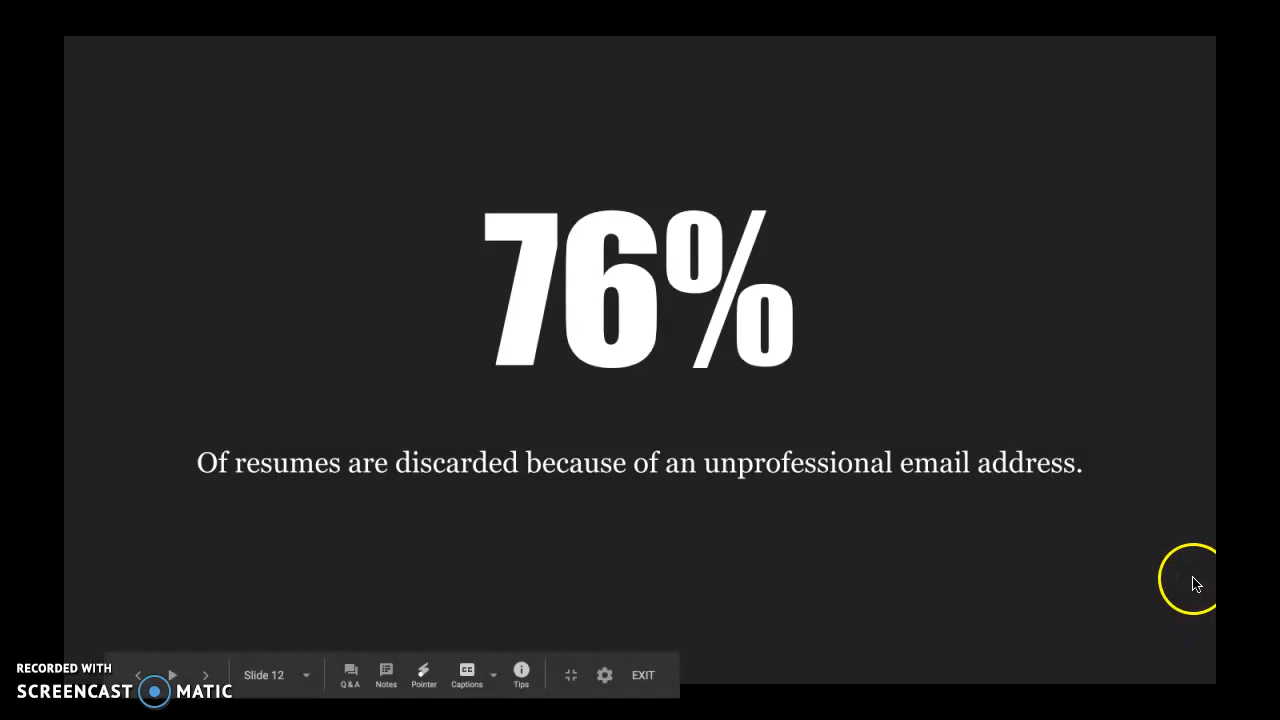 76%
Of resumes are discarded because of an unprofessional email address.
RECORDED WITH
SCREENCAST MATIC
Slide 12
Q & A
Notes
Pointer
CC
Captions
Tips
EXIT